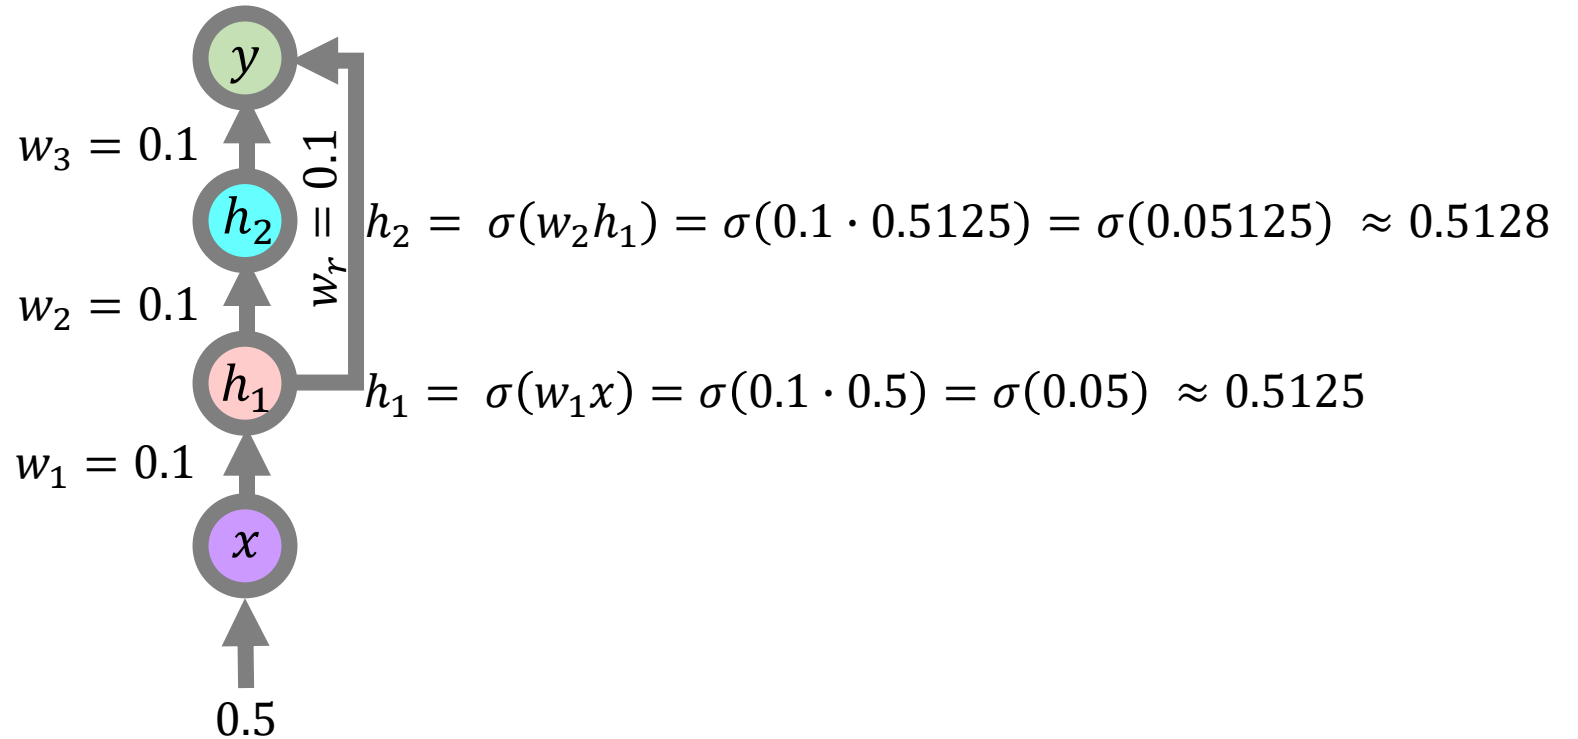 y
w₃ = 0.1
wᵣ = 0.1
h₂
h₂ = σ(w₂h₁) = σ(0.1 · 0.5125) = σ(0.05125) ≈ 0.5128
w₂ = 0.1
h₁
h₁ = σ(w₁x) = σ(0.1 · 0.5) = σ(0.05) ≈ 0.5125
w₁ = 0.1
x
0.5